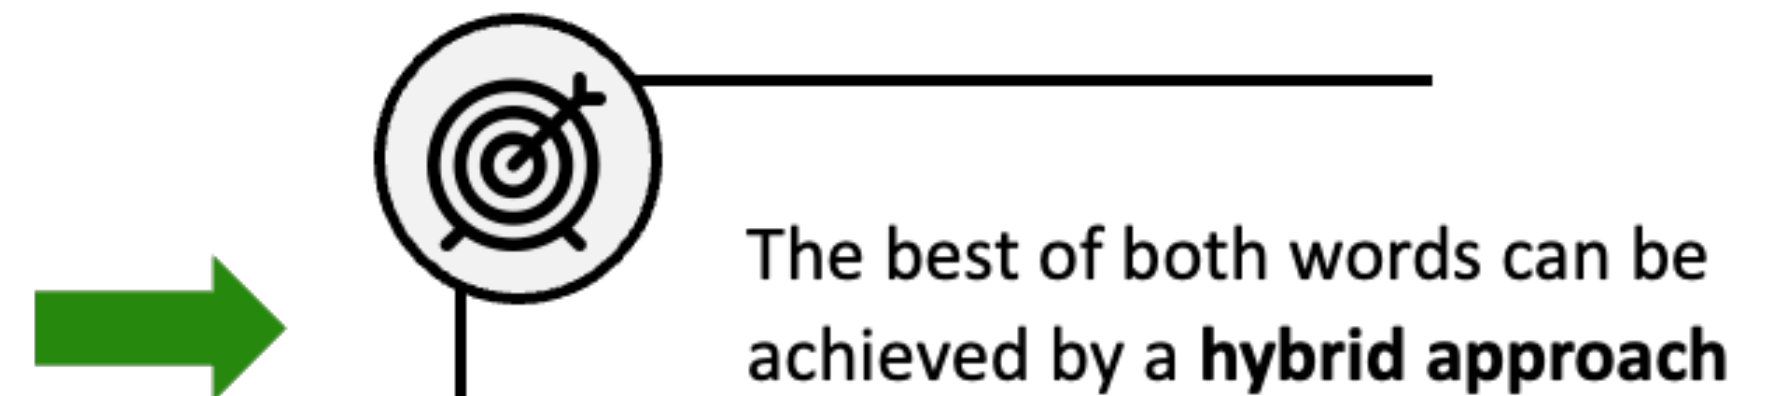 The best of both words can be
achieved by a hybrid approach